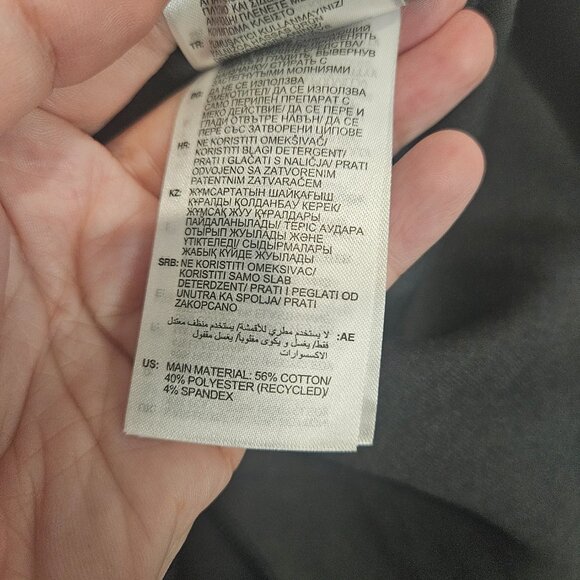 TR:
BG: ДА НЕ СЕ ИЗПОЛЗВА
ОМЕКОТИТЕЛ/ ДА СЕ ИЗПОЛЗВА
САМО ПЕРИЛЕН ПРЕПАРАТ С
МЕКО ДЕЙСТВИЕ/ ДА СЕ ПЕРЕ И
ГЛАДИ ОТВЪТРЕ НАВЪН/ ДА СЕ
ПЕРЕ СЪС ЗАТВОРЕНИ ЦИПОВЕ
HR: NE KORISTITI OMEKŠIVAČ/
KORISTITI BLAGI DETERGENT/
PRATI I GLAČATI S NALIČJA/ PRATI
ODVOJENO SA ZATVORENIM
PATENTNIM ZATVARAČEM
KZ: ЖҰМСАРТАТЫН ШАЙҚАҒЫШ
ҚҰРАЛДЫ ҚОЛДАНБАУ КЕРЕК/
ЖҰМСАҚ ЖУУ ҚҰРАЛДАРЫ
ПАЙДАЛАНЫЛАДЫ/ ТЕРІС АУДАРА
ОТЫРЫП ЖУЫЛАДЫ ЖӘНЕ
ҮТІКТЕЛЕДІ/ СЫДЫРМАЛАРЫ
ЖАБЫҚ КҮЙДЕ ЖУЫЛАДЫ
SRB: NE KORISTITI OMEKSIVAC/
KORISTITI SAMO SLAB
DETERDZENT/ PRATI I PEGLATI OD
UNUTRA KA SPOLJA/ PRATI
ZAKOPCANO
AE: لا يستخدم مطري للأقمشة/ يستخدم منظف معتدل
فقط/ يغسل و يكوى مقلوبا/ يغسل مقفول
الاكسسوارات
US: MAIN MATERIAL: 56% COTTON/
40% POLYESTER (RECYCLED)/
4% SPANDEX